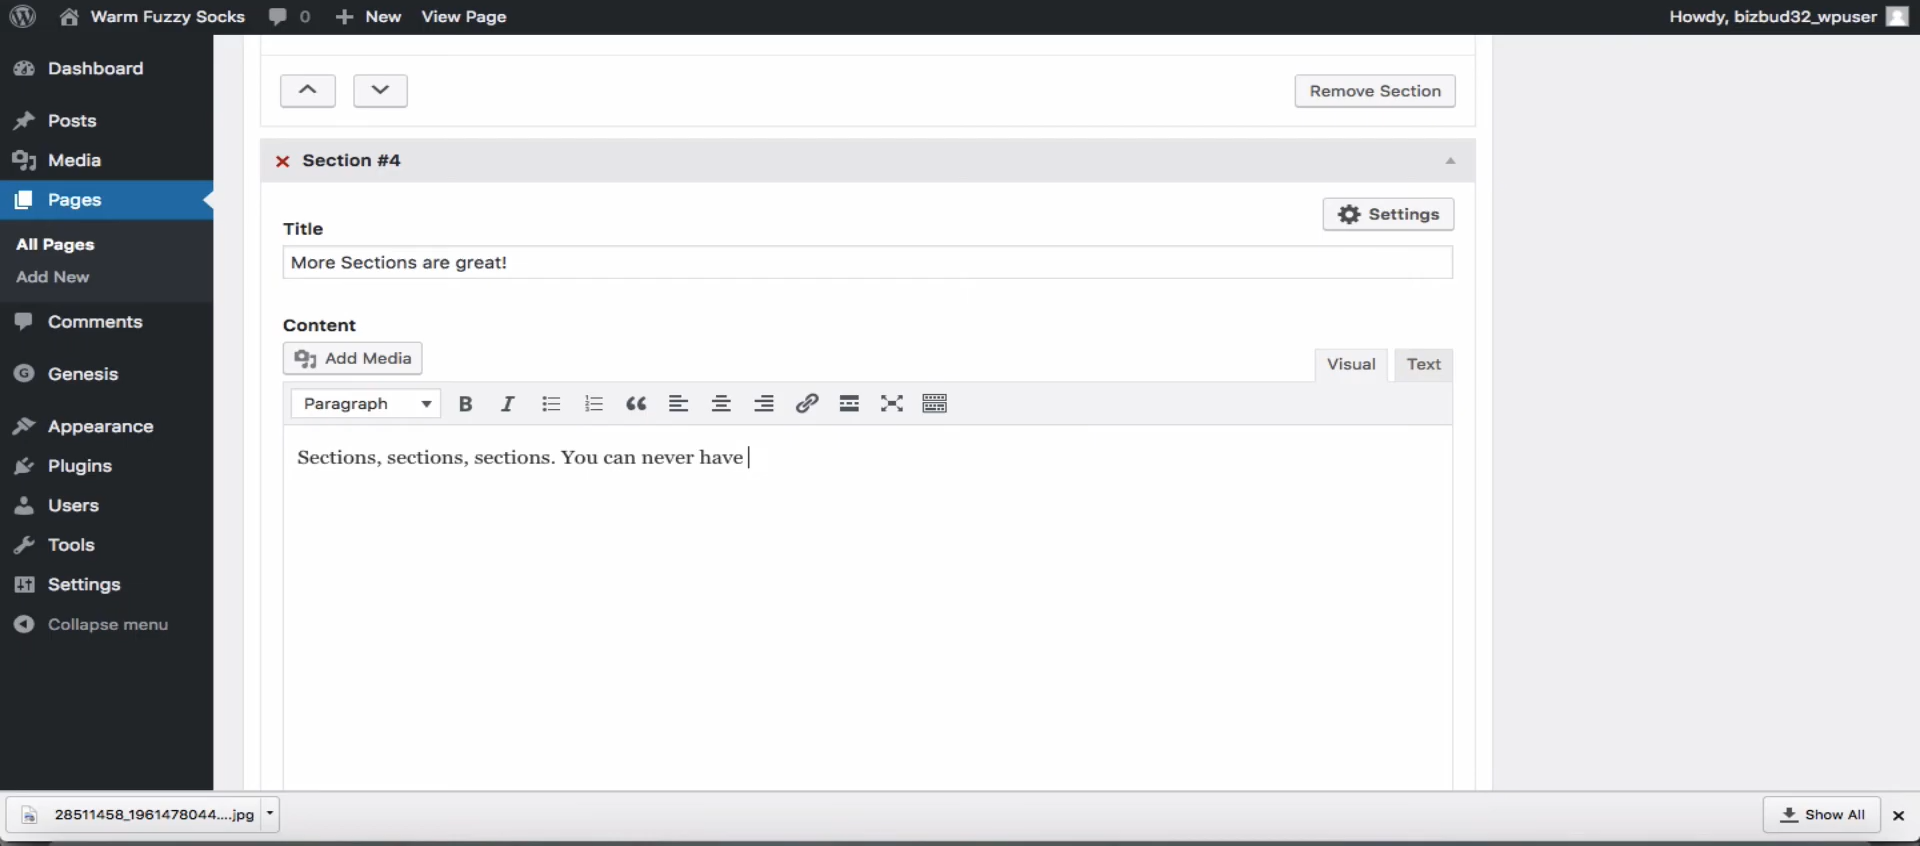 Warm Fuzzy Socks 0 New View Page Howdy, bizbud32_wpuser
Dashboard
Posts
Media
Pages
All Pages
Add New
Comments
Genesis
Appearance
Plugins
Users
Tools
Settings
Collapse menu
Remove Section
Section #4
Settings
Title
More Sections are great!
Content
Add Media
Visual Text
Paragraph B I
Sections, sections, sections. You can never have
28511458_1961478044....jpg
Show All